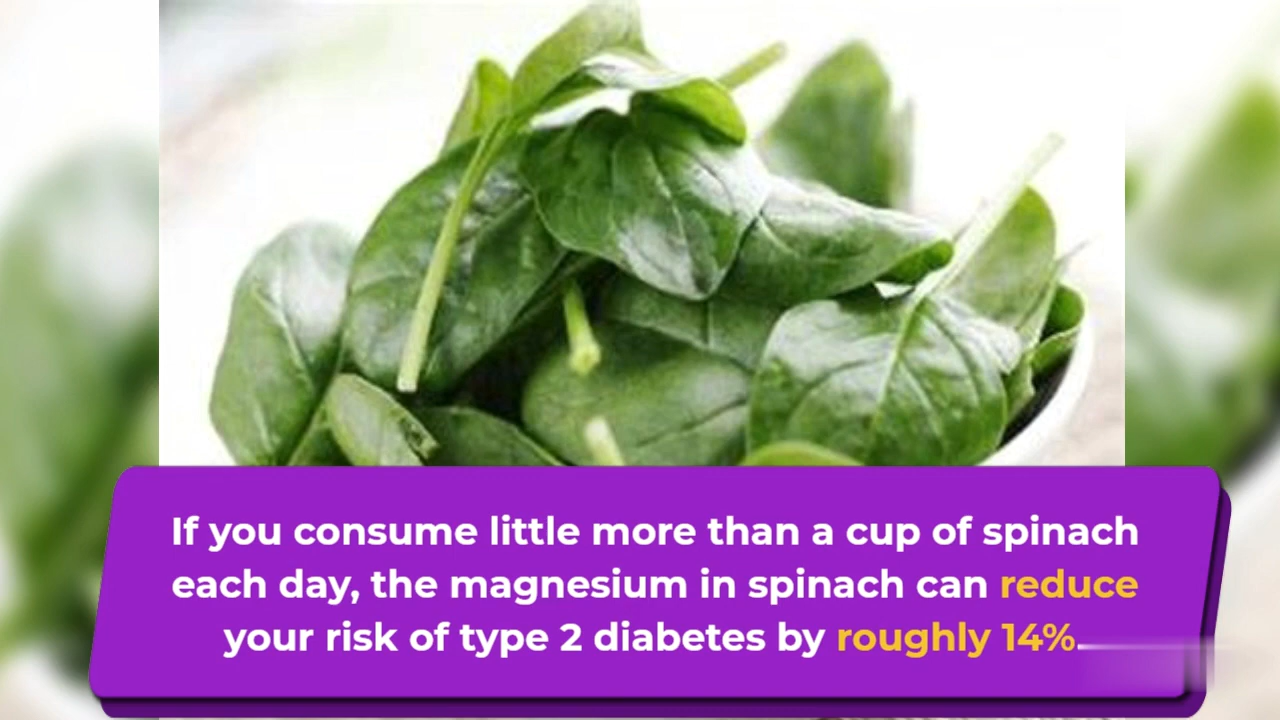 If you consume little more than a cup of spinach
each day, the magnesium in spinach can reduce
your risk of type 2 diabetes by roughly 14%.